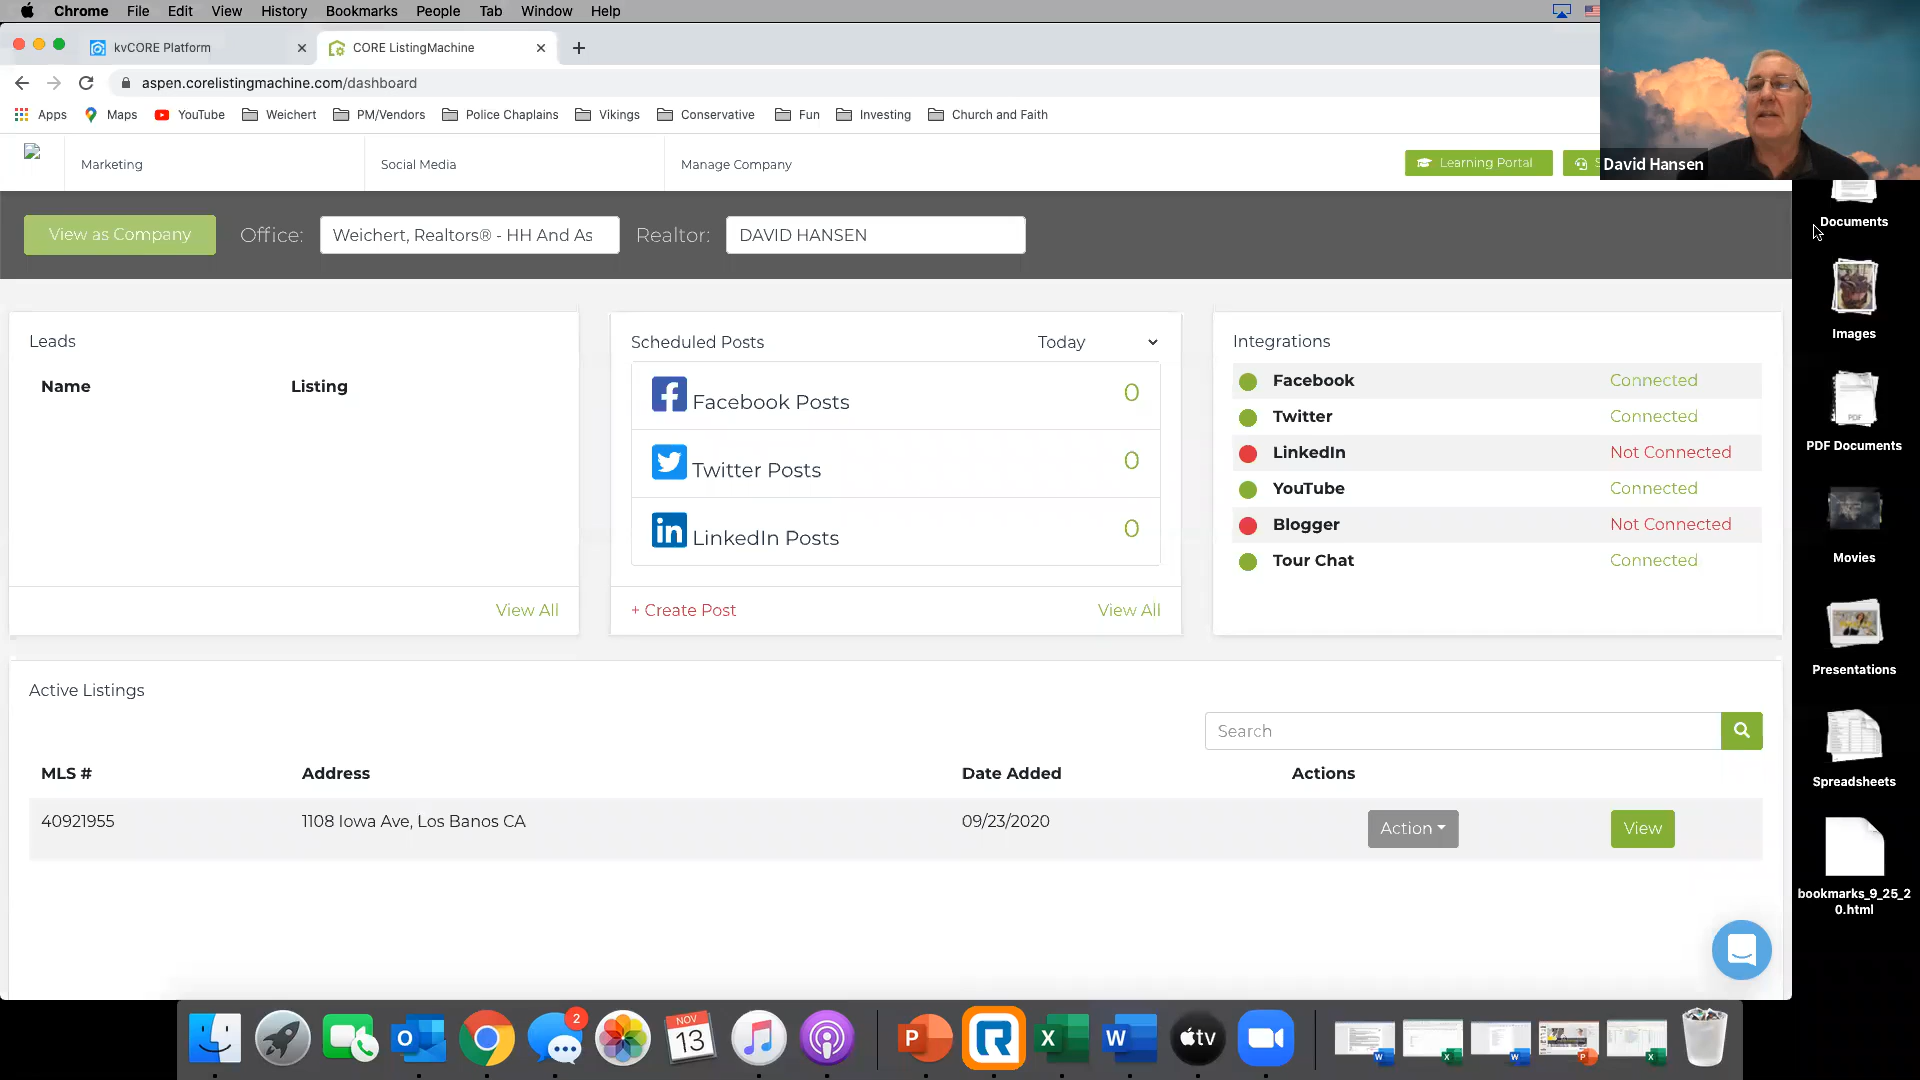 Chrome File Edit View History Bookmarks People Tab Window Help
kvCORE Platform
CORE ListingMachine
aspen.corelistingmachine.com/dashboard
Apps Maps YouTube Weichert PM/Vendors Police Chaplains Vikings Conservative Fun Investing Church and Faith
Marketing
Social Media
Manage Company
Learning Portal
David Hansen
View as Company
Office:
Weichert, Realtors® - HH And As
Realtor:
DAVID HANSEN
Leads
Name Listing
View All
Scheduled Posts
Today
Facebook Posts 0
Twitter Posts 0
LinkedIn Posts 0
+ Create Post
View All
Integrations
Facebook Connected
Twitter Connected
LinkedIn Not Connected
YouTube Connected
Blogger Not Connected
Tour Chat Connected
Active Listings
Search
MLS # Address Date Added Actions
40921955 1108 Iowa Ave, Los Banos CA 09/23/2020 Action View
Documents
Images
PDF
PDF Documents
Movies
Presentations
Spreadsheets
bookmarks_9_25_2
0.html
2
NOV
13
tv